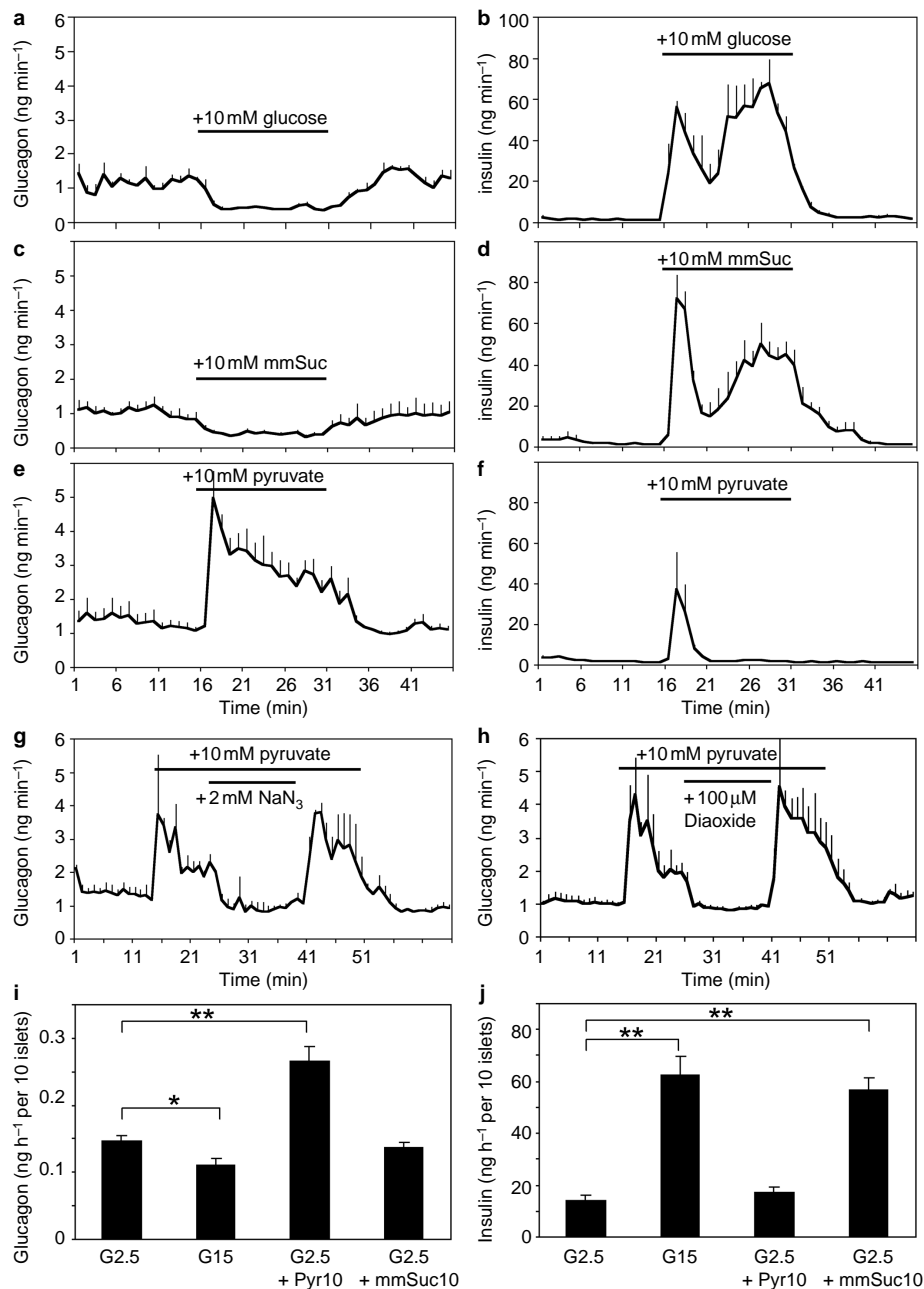 a
Glucagon (ng min⁻¹)
6
5
4
3
2
1
0
+10 mM glucose
b
insulin (ng min⁻¹)
100
80
60
40
20
0
+10 mM glucose
c
Glucagon (ng min⁻¹)
5
4
3
2
1
0
+10 mM mmSuc
d
insulin (ng min⁻¹)
80
60
40
20
0
+10 mM mmSuc
e
Glucagon (ng min⁻¹)
5
4
3
2
1
0
+10 mM pyruvate
1 6 11 16 21 26 31 36 41
Time (min)
f
insulin (ng min⁻¹)
80
60
40
20
0
+10 mM pyruvate
1 6 11 16 21 26 31 36 41
Time (min)
g
Glucagon (ng min⁻¹)
6
5
4
3
2
1
0
+10 mM pyruvate
+2 mM NaN₃
1 11 21 31 41 51
Time (min)
h
Glucagon (ng min⁻¹)
6
5
4
3
2
1
0
+10 mM pyruvate
+100 µM
Diaoxide
1 11 21 31 41 51
Time (min)
i
Glucagon (ng h⁻¹ per 10 islets)
0.3
0.2
0.1
0
**
*
G2.5 G15 G2.5 G2.5
+ Pyr10 + mmSuc10
j
Insulin (ng h⁻¹ per 10 islets)
80
60
40
20
0
**
**
G2.5 G15 G2.5 G2.5
+ Pyr10 + mmSuc10